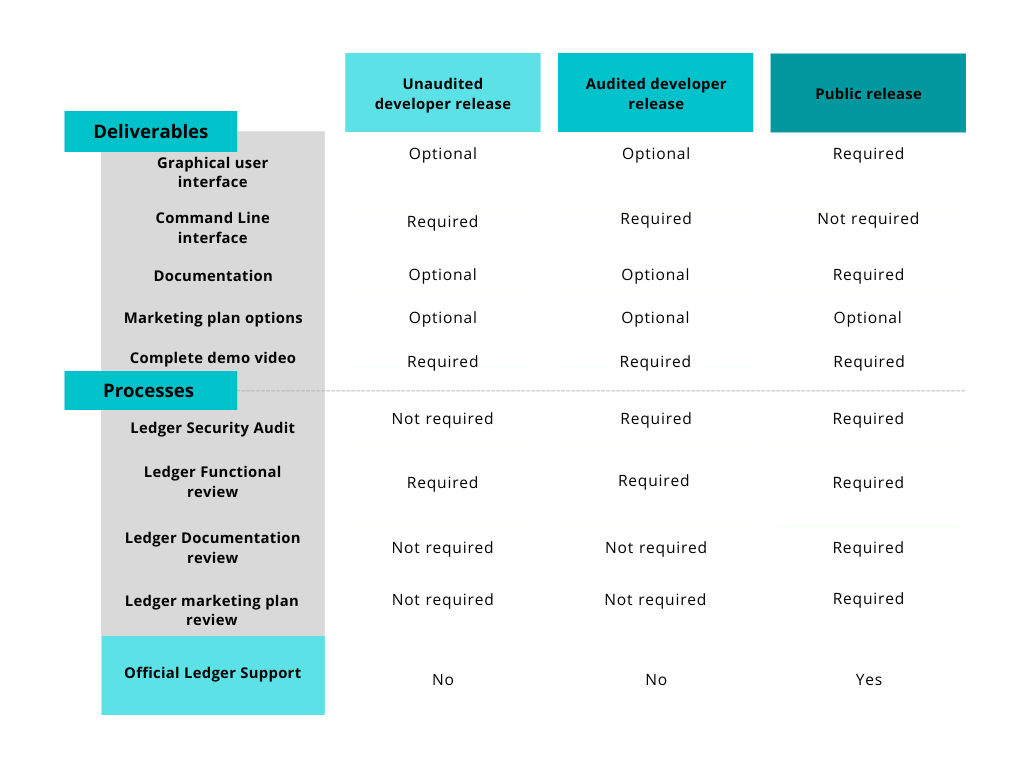 Unaudited
developer release
Audited developer
release
Public release
Deliverables
Graphical user
interface
Optional
Optional
Required
Command Line
interface
Required
Required
Not required
Documentation
Optional
Optional
Required
Marketing plan options
Optional
Optional
Optional
Complete demo video
Required
Required
Required
Processes
Ledger Security Audit
Not required
Required
Required
Ledger Functional
review
Required
Required
Required
Ledger Documentation
review
Not required
Not required
Required
Ledger marketing plan
review
Not required
Not required
Required
Official Ledger Support
No
No
Yes